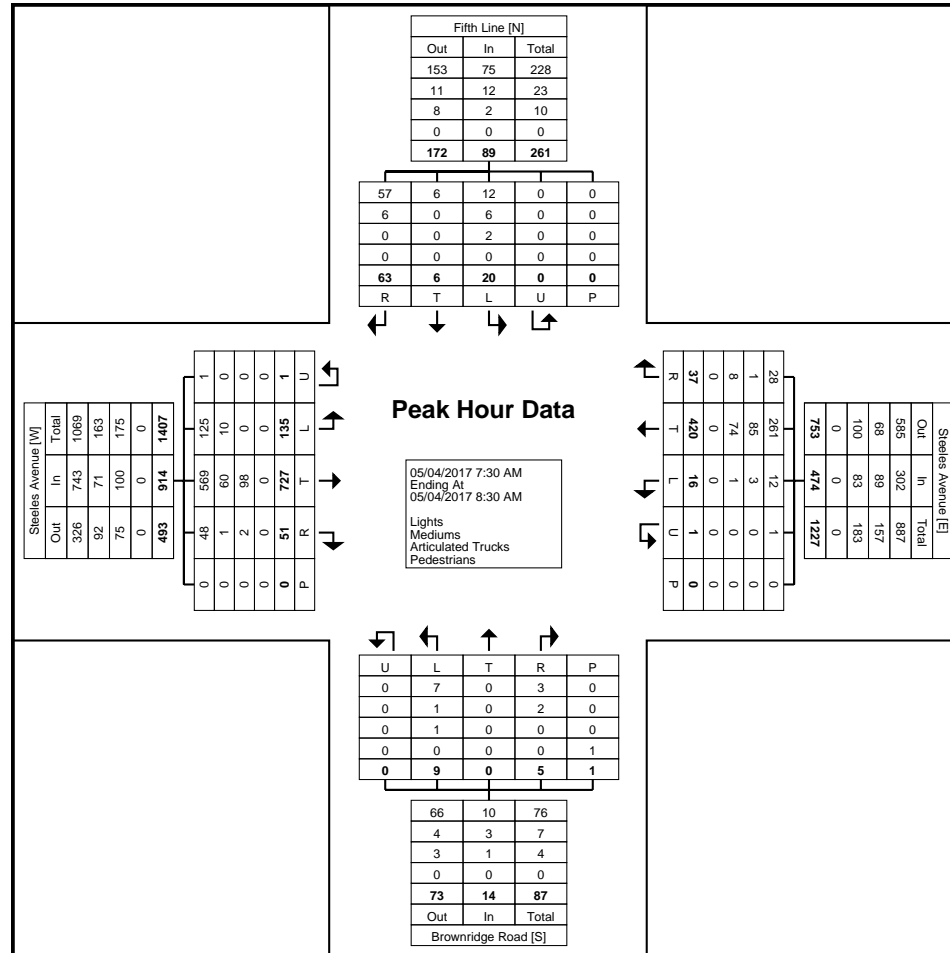 Fifth Line [N]
Out In Total
153 75 228
11 12 23
8 2 10
0 0 0
172 89 261
57 6 12 0 0
6 0 6 0 0
0 0 2 0 0
0 0 0 0 0
63 6 20 0 0
R T L U P
Steeles Avenue [W]
Out In Total
326 743 1069
92 71 163
75 100 175
0 0 0
493 914 1407
0 48 569 125 1
0 1 60 10 0
0 2 98 0 0
0 0 0 0 0
0 51 727 135 1
P R T L U
Peak Hour Data
05/04/2017 7:30 AM
Ending At
05/04/2017 8:30 AM
Lights
Mediums
Articulated Trucks
Pedestrians
Steeles Avenue [E]
Out In Total
585 302 887
68 89 157
100 83 183
0 0 0
753 474 1227
28 261 12 1 0
1 85 3 0 0
8 74 1 0 0
0 0 0 0 0
37 420 16 1 0
R T L U P
U L T R P
0 7 0 3 0
0 1 0 2 0
0 1 0 0 0
0 0 0 0 1
0 9 0 5 1
66 10 76
4 3 7
3 1 4
0 0 0
73 14 87
Out In Total
Brownridge Road [S]